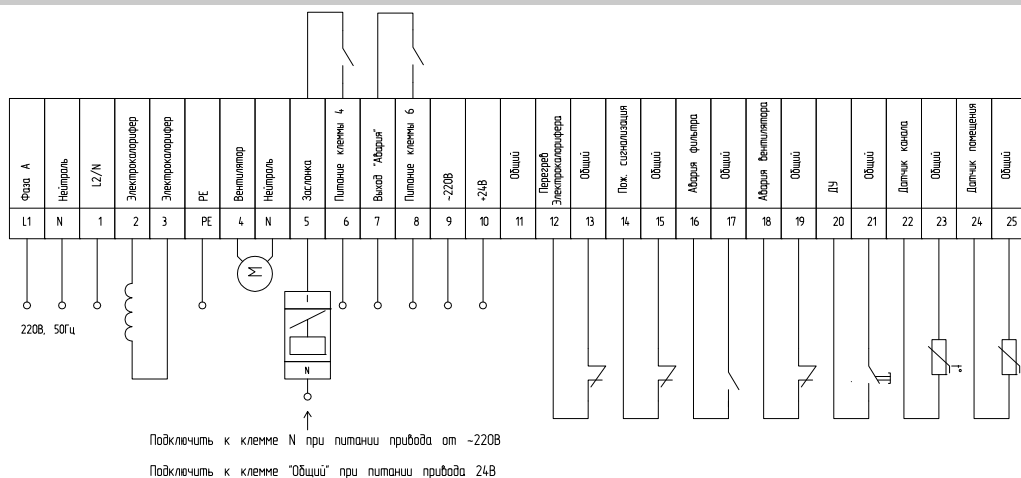 Фаза А
Нейтраль
L2/N
Электрокалорифер
Электрокалорифер
PE
Вентилятор
Нейтраль
Заслонка
Питание клеммы 4
Выход "Авария"
Питание клеммы 6
~220В
+24В
Общий
Перегрев
Электрокалорифера
Общий
Пож. сигнализация
Общий
Авария фильтра
Общий
Авария вентилятора
Общий
ДУ
Общий
Датчик канала
Общий
Датчик помещения
Общий
L1 N 1 2 3 PE 4 N 5 6 7 8 9 10 11 12 13 14 15 16 17 18 19 20 21 22 23 24 25
M
I
220В, 50Гц
N
Подключить к клемме N при питании привода от ~220В
Подключить к клемме "Общий" при питании привода 24В